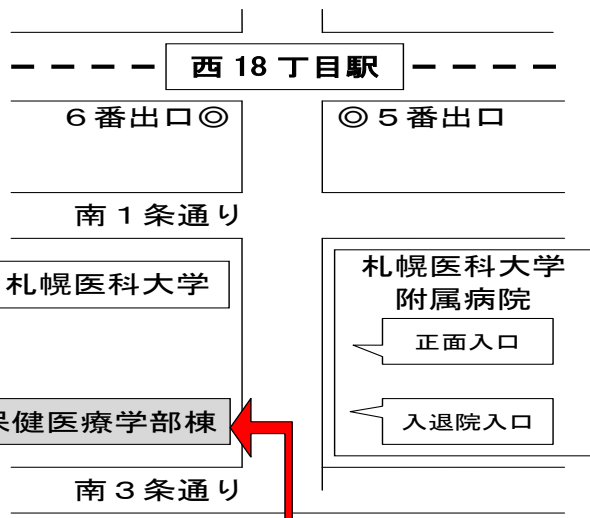 西18丁目駅
6番出口◎
◎5番出口
南1条通り
札幌医科大学
札幌医科大学
附属病院
正面入口
保健医療学部棟
入退院入口
南3条通り